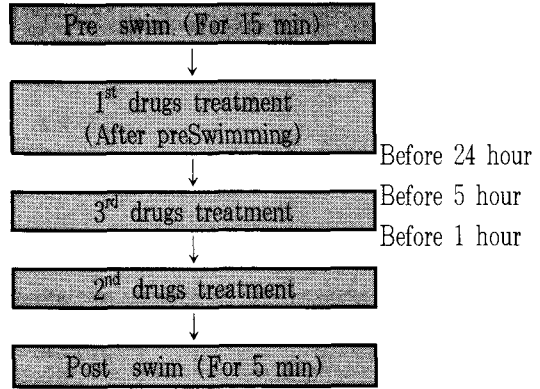 Pre swim (For 15 min)
1st drugs treatment
(After preSwimming)
Before 24 hour
Before 5 hour
3rd drugs treatment
Before 1 hour
2nd drugs treatment
Post swim (For 5 min)